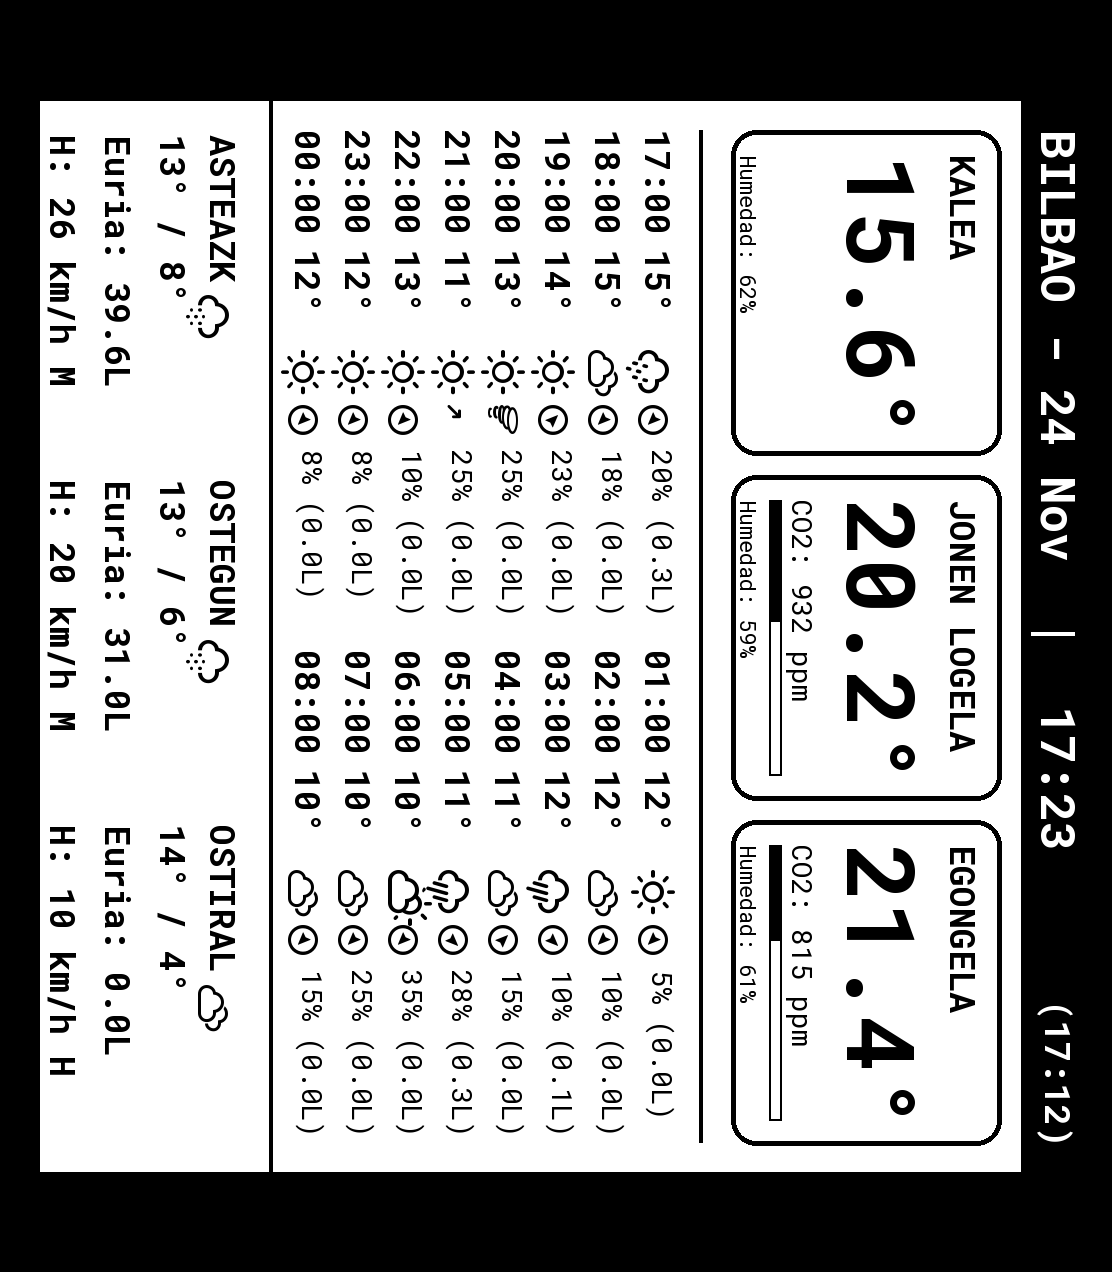 BILBAO - 24 Nov | 17:23 (17:12)
KALEA
15.6°
Humedad: 62%
JONEN LOGELA
20.2°
CO2: 932 ppm
Humedad: 59%
EGONGELA
21.4°
CO2: 815 ppm
Humedad: 61%
17:00 15° 20% (0.3L)
18:00 15° 18% (0.0L)
19:00 14° 23% (0.0L)
20:00 13° 25% (0.0L)
21:00 11° 25% (0.0L)
22:00 13° 10% (0.0L)
23:00 12° 8% (0.0L)
00:00 12° 8% (0.0L)
01:00 12° 5% (0.0L)
02:00 12° 10% (0.0L)
03:00 12° 10% (0.1L)
04:00 11° 15% (0.0L)
05:00 11° 28% (0.3L)
06:00 10° 35% (0.0L)
07:00 10° 25% (0.0L)
08:00 10° 15% (0.0L)
ASTEAZK
13° / 8°
Euria: 39.6L
H: 26 km/h M
OSTEGUN
13° / 6°
Euria: 31.0L
H: 20 km/h M
OSTIRAL
14° / 4°
Euria: 0.0L
H: 10 km/h H